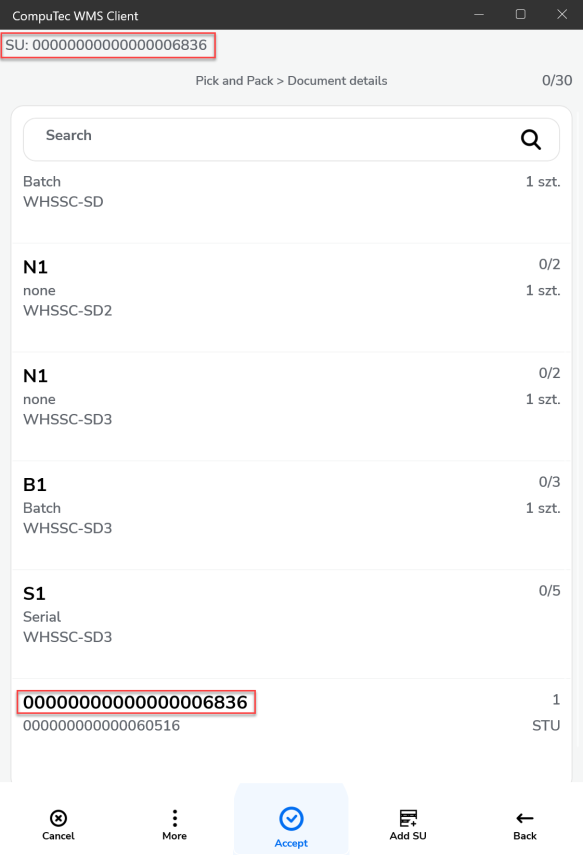 CompuTec WMS Client
SU: 00000000000000006836
Pick and Pack > Document details 0/30
Search
Batch 1 szt.
WHSSC-SD
N1 0/2
none 1 szt.
WHSSC-SD2
N1 0/2
none 1 szt.
WHSSC-SD3
B1 0/3
Batch 1 szt.
WHSSC-SD3
S1 0/5
Serial
WHSSC-SD3
00000000000000006836 1
000000000000060516 STU
Cancel More Accept Add SU Back